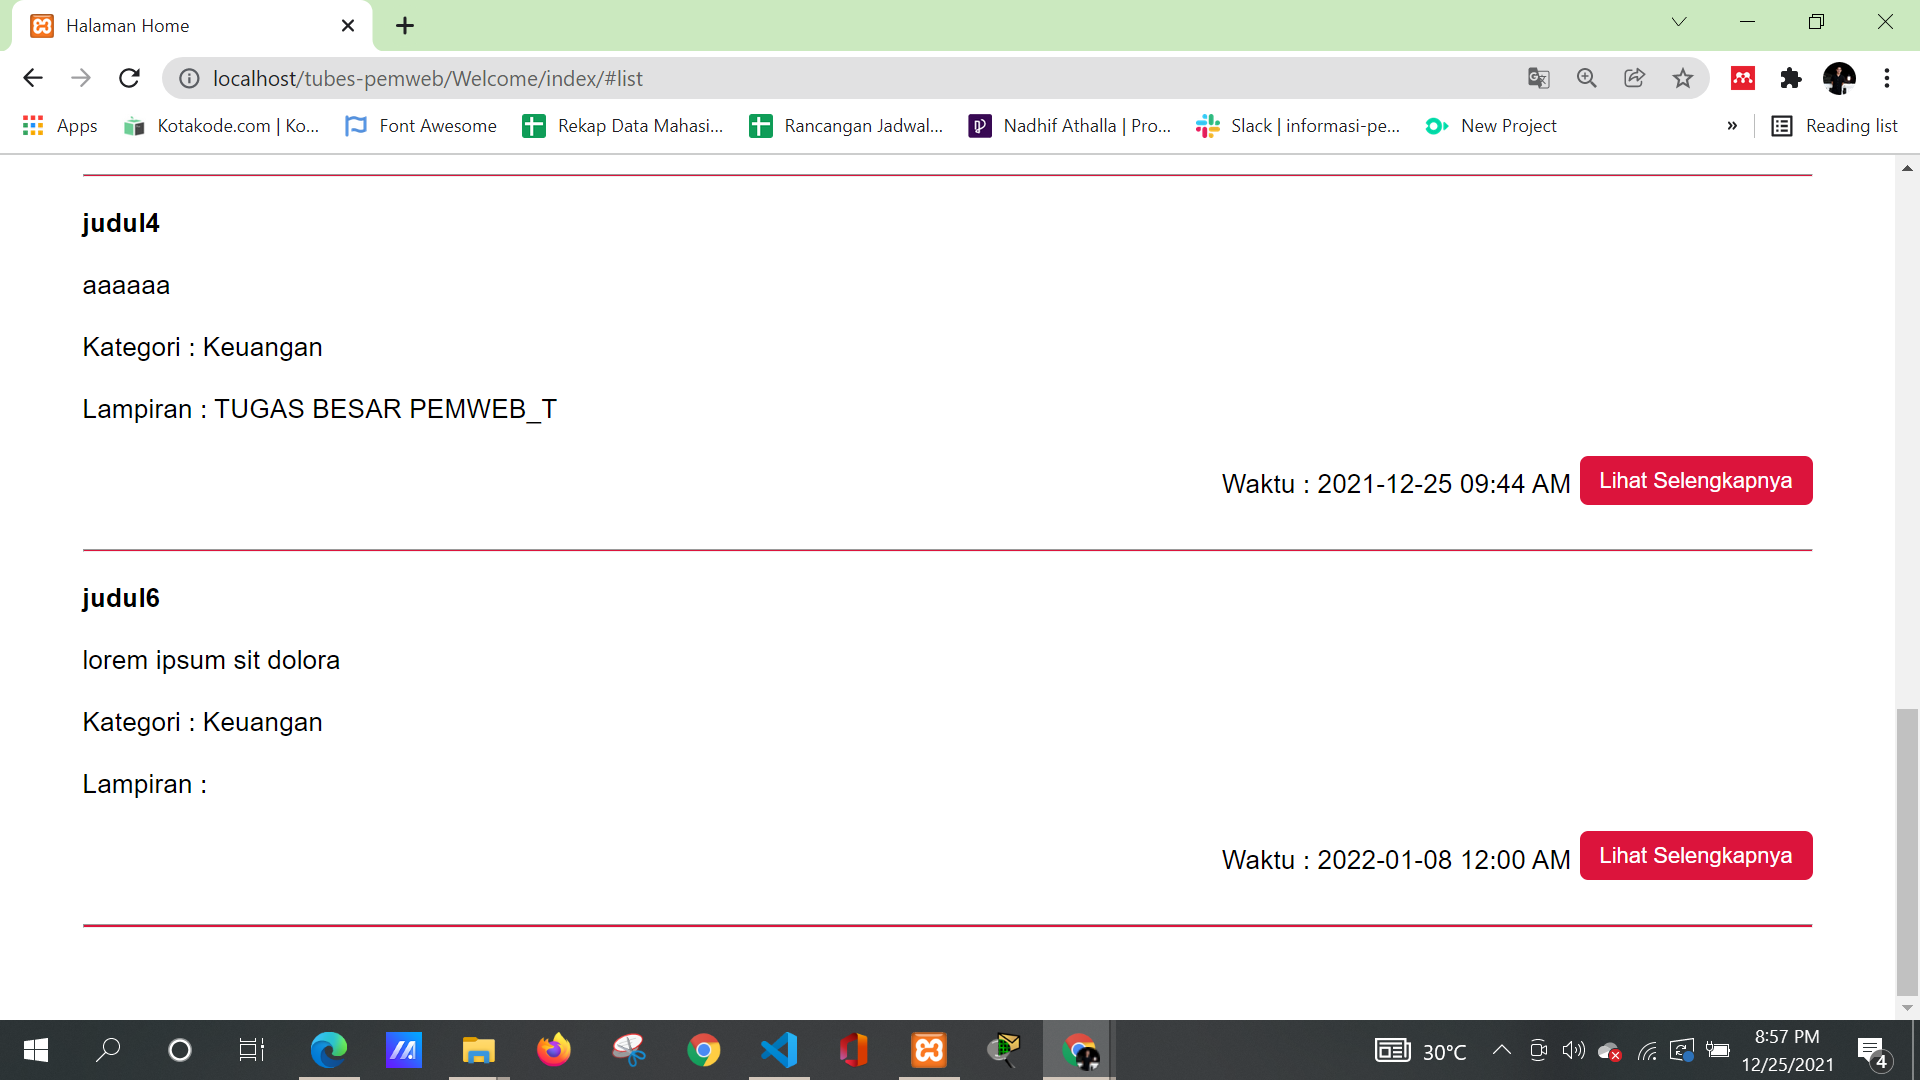 Halaman Home
localhost/tubes-pemweb/Welcome/index/#list
Apps
Kotakode.com | Ko...
Font Awesome
Rekap Data Mahasi...
Rancangan Jadwal...
Nadhif Athalla | Pro...
Slack | informasi-pe...
New Project
»
Reading list
judul4
aaaaaa
Kategori : Keuangan
Lampiran : TUGAS BESAR PEMWEB_T
Waktu : 2021-12-25 09:44 AM
Lihat Selengkapnya
judul6
lorem ipsum sit dolora
Kategori : Keuangan
Lampiran :
Waktu : 2022-01-08 12:00 AM
Lihat Selengkapnya
30°C
8:57 PM
12/25/2021
4